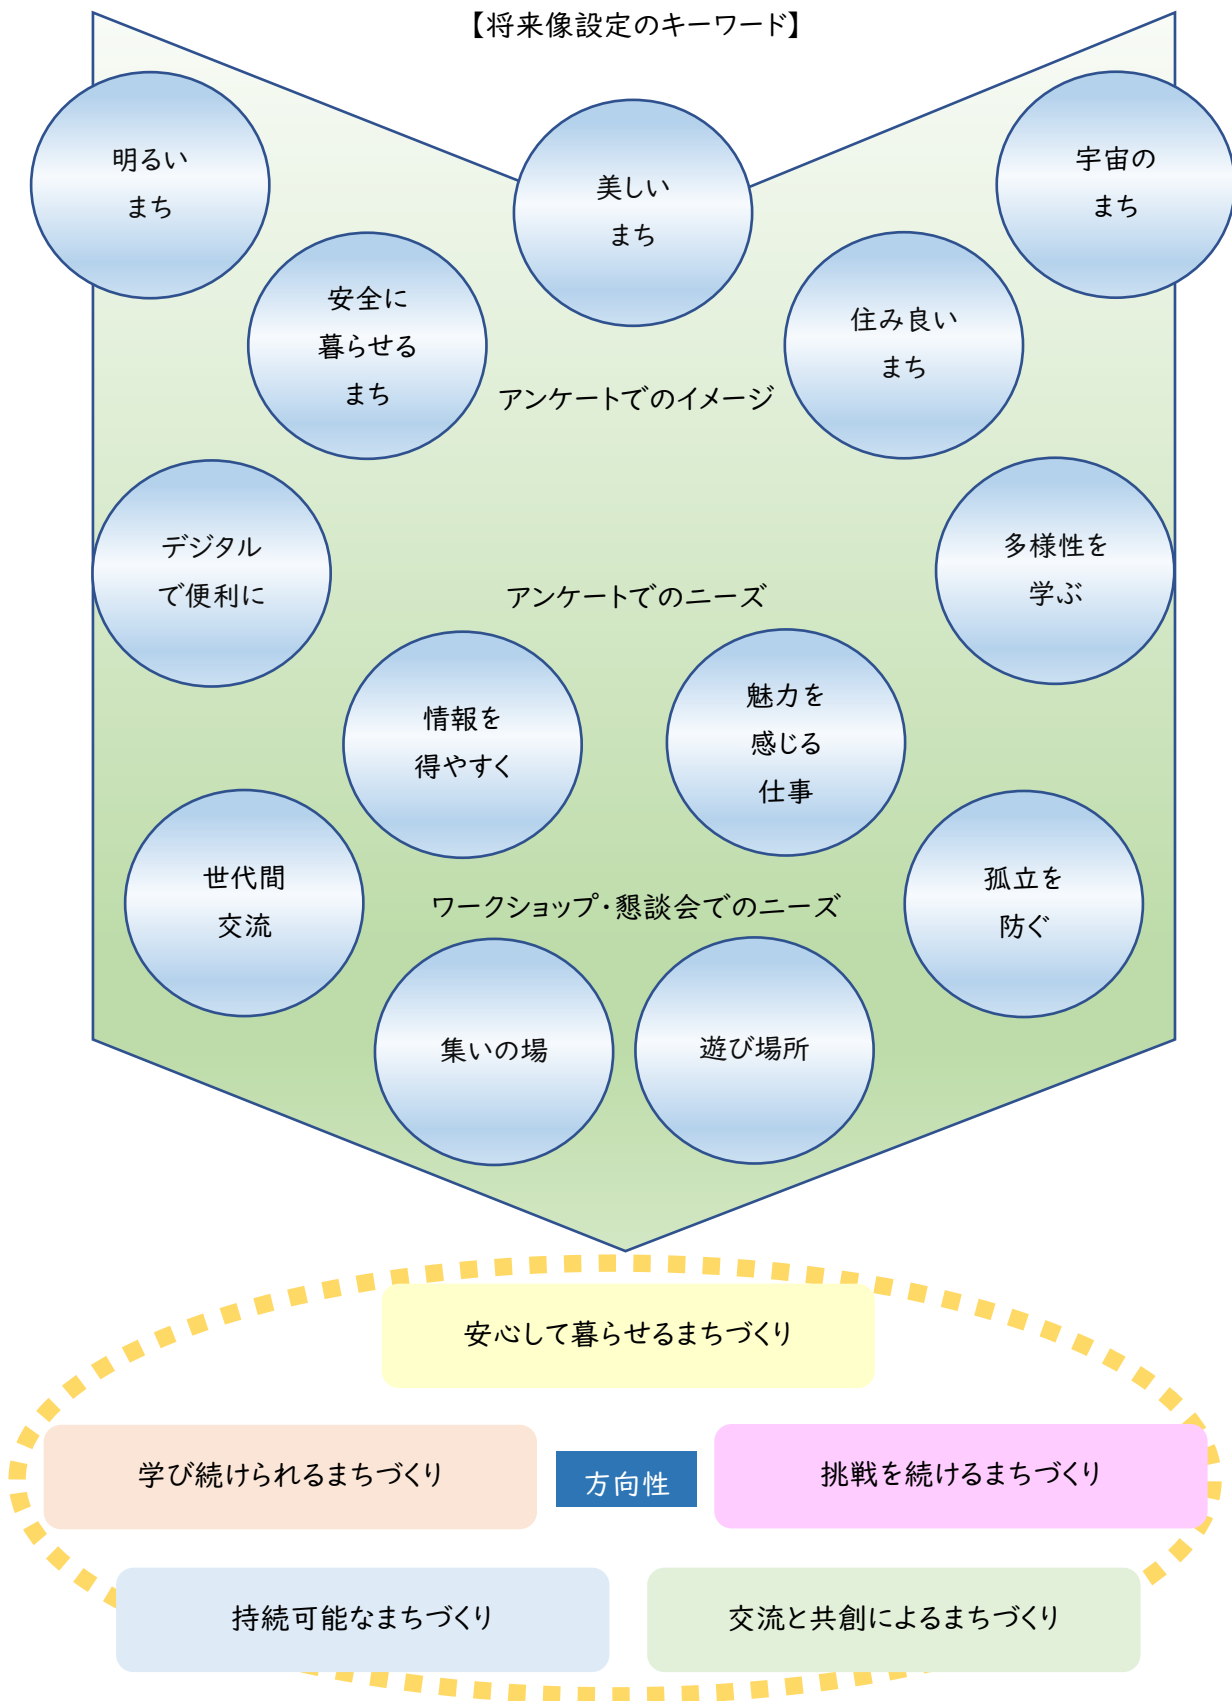 【将来像設定のキーワード】
明るい
まち
美しい
まち
宇宙の
まち
安全に
暮らせる
まち
住み良い
まち
アンケートでのイメージ
デジタル
で便利に
多様性を
学ぶ
アンケートでのニーズ
情報を
得やすく
魅力を
感じる
仕事
世代間
交流
孤立を
防ぐ
ワークショップ・懇談会でのニーズ
集いの場
遊び場所
安心して暮らせるまちづくり
学び続けられるまちづくり
方向性
挑戦を続けるまちづくり
持続可能なまちづくり
交流と共創によるまちづくり